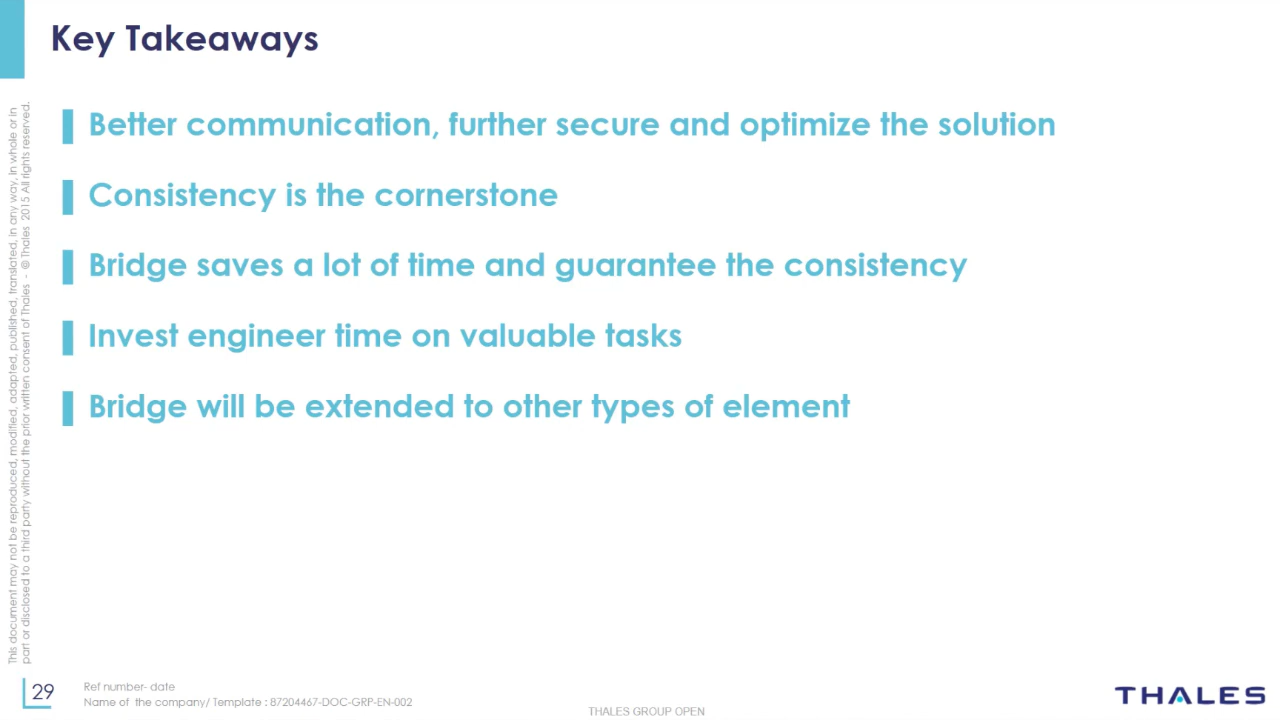 Key Takeaways
Better communication, further secure and optimize the solution
Consistency is the cornerstone
Bridge saves a lot of time and guarantee the consistency
Invest engineer time on valuable tasks
Bridge will be extended to other types of element
This document may not be reproduced, modified, adapted, published, translated, in any way, in whole or in
part or disclosed to a third party without the prior written consent of Thales - © Thales 2015 All rights reserved.
29
Ref number- date
Name of the company/ Template : 87204467-DOC-GRP-EN-002
THALES GROUP OPEN
THALES